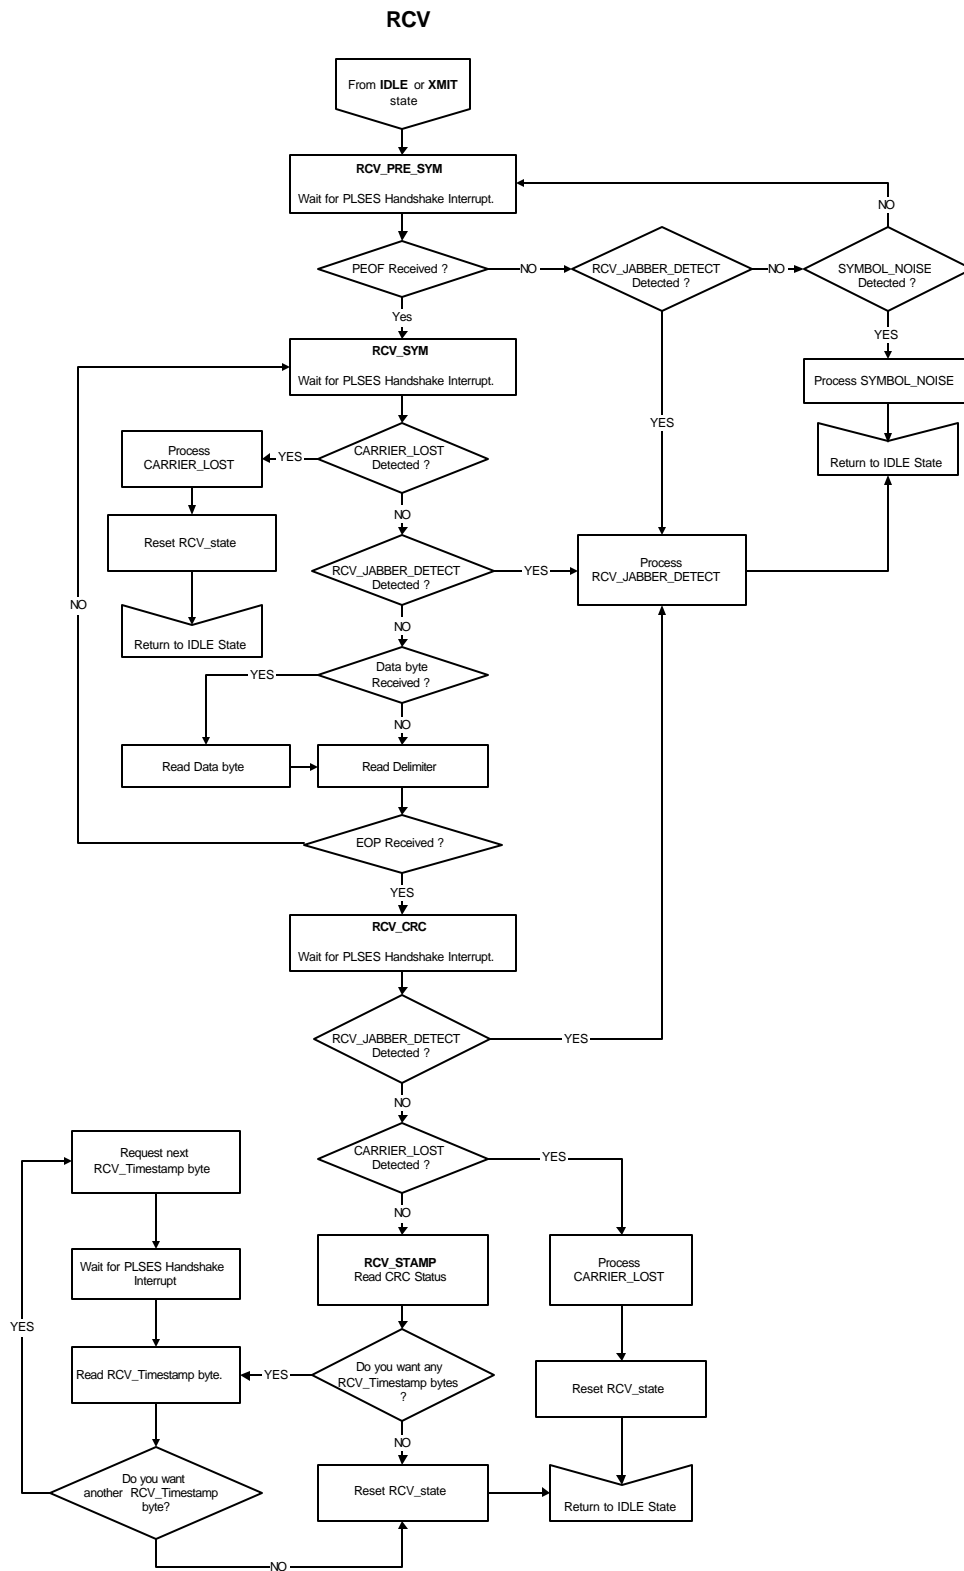 RCV
From IDLE or XMIT
state
RCV_PRE_SYM
Wait for PLSES Handshake Interrupt.
NO
PEOF Received ?
NO
RCV_JABBER_DETECT
Detected ?
NO
SYMBOL_NOISE
Detected ?
Yes
YES
RCV_SYM
Wait for PLSES Handshake Interrupt.
Process SYMBOL_NOISE
YES
Process
CARRIER_LOST
YES
CARRIER_LOST
Detected ?
Return to IDLE State
NO
Reset RCV_state
Process
RCV_JABBER_DETECT
RCV_JABBER_DETECT
Detected ?
YES
NO
NO
Return to IDLE State
Data byte
Received ?
YES
NO
Read Data byte
Read Delimiter
EOP Received ?
YES
RCV_CRC
Wait for PLSES Handshake Interrupt.
RCV_JABBER_DETECT
Detected ?
YES
NO
Request next
RCV_Timestamp byte
CARRIER_LOST
Detected ?
YES
NO
Wait for PLSES Handshake
Interrupt
RCV_STAMP
Read CRC Status
Process
CARRIER_LOST
YES
Read RCV_Timestamp byte.
YES
Do you want any
RCV_Timestamp bytes
?
Reset RCV_state
NO
Do you want
another RCV_Timestamp
byte?
Reset RCV_state
Return to IDLE State
NO